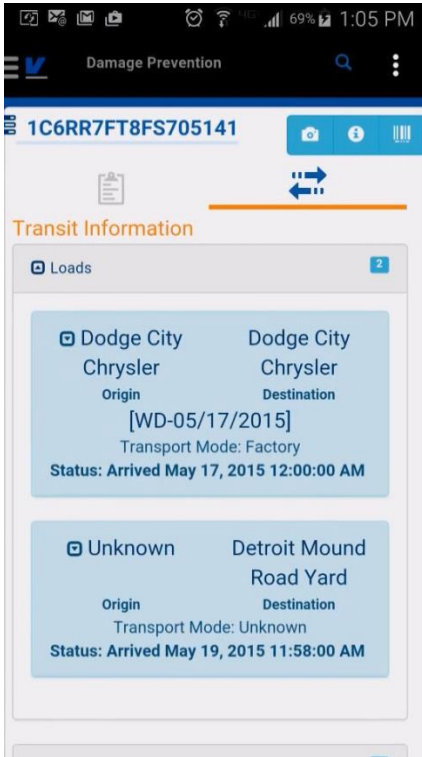 4G 69% 1:05 PM
V Damage Prevention
1C6RR7FT8FS705141
Transit Information
Loads 2
Dodge City Chrysler
Origin
Dodge City Chrysler
Destination
[WD-05/17/2015]
Transport Mode: Factory
Status: Arrived May 17, 2015 12:00:00 AM
Unknown
Origin
Detroit Mound
Road Yard
Destination
Transport Mode: Unknown
Status: Arrived May 19, 2015 11:58:00 AM